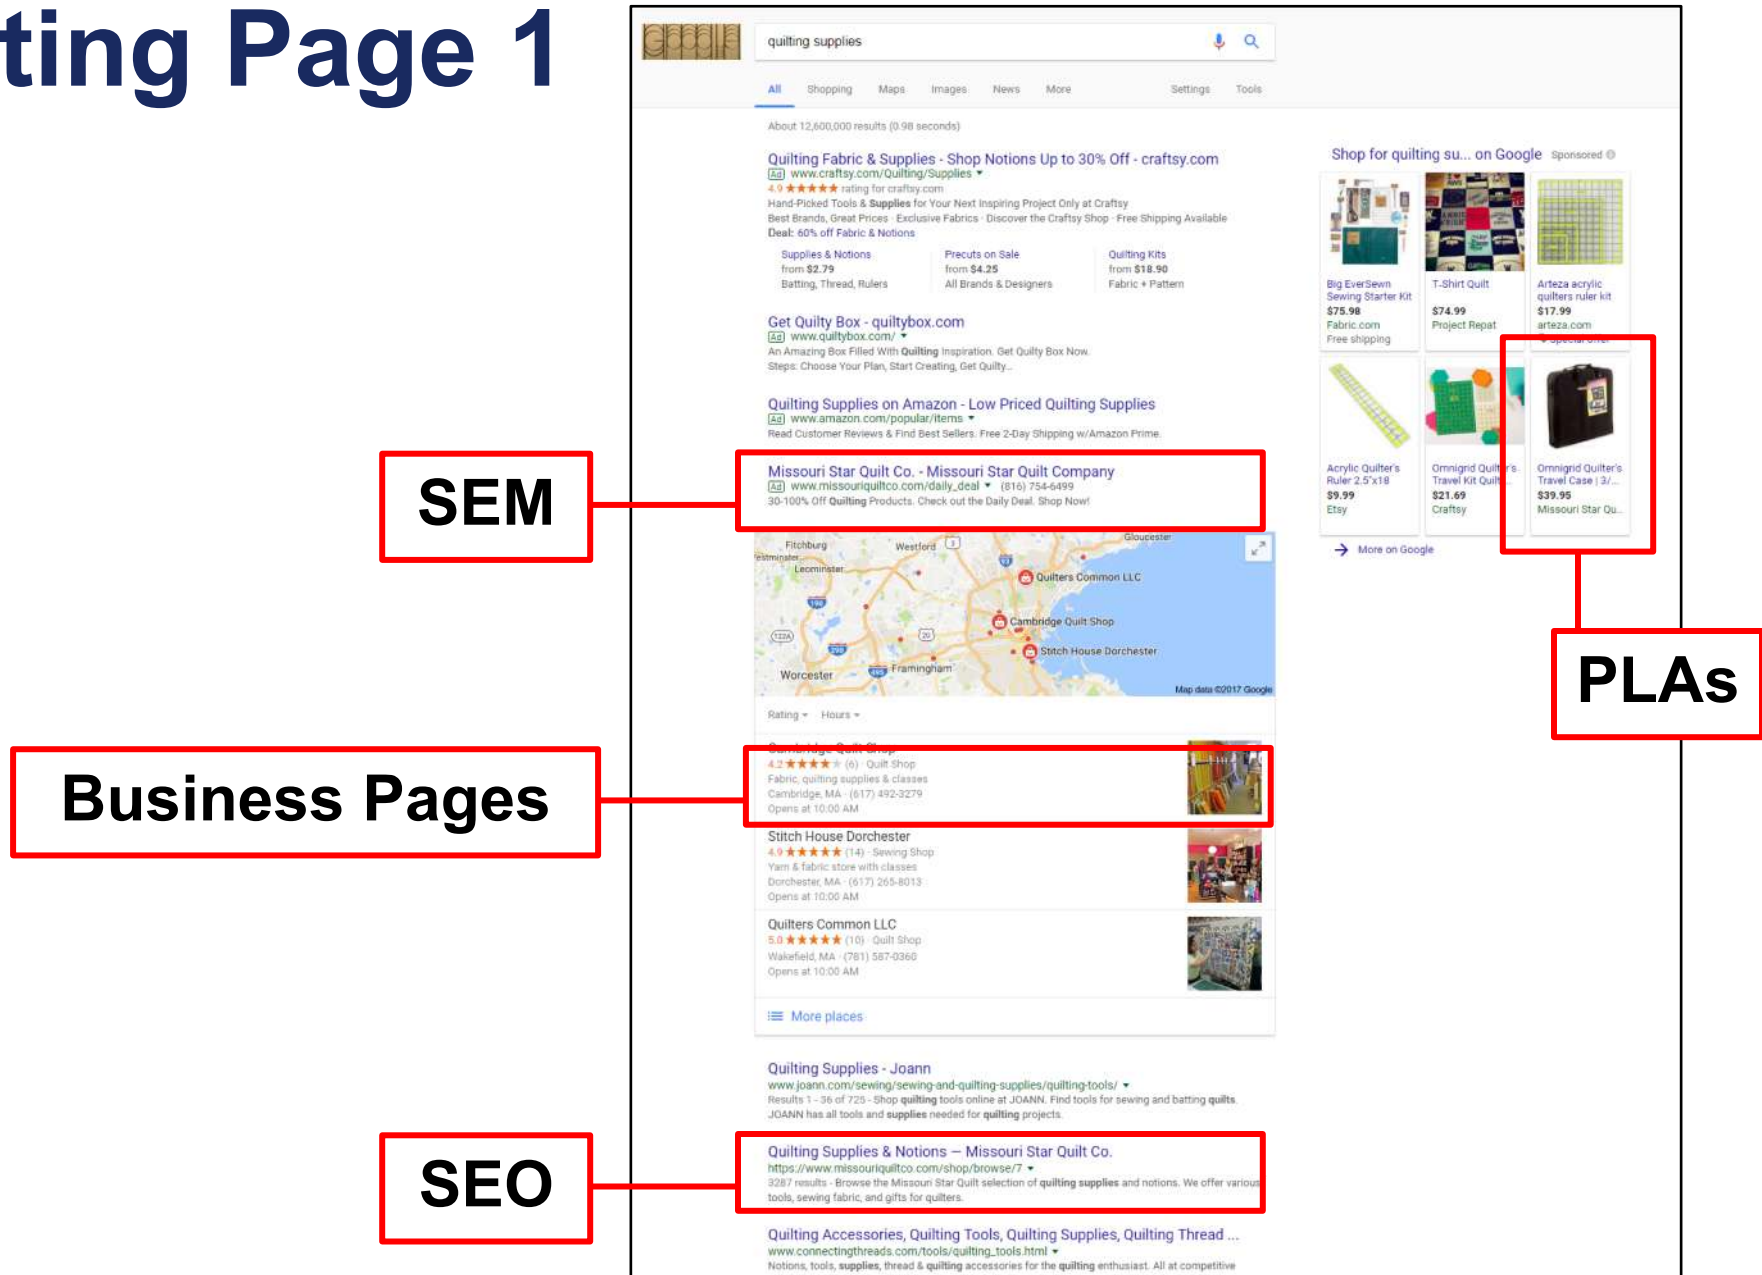 ting Page 1
quilting supplies
All Shopping Maps Images News More Settings Tools
About 12,600,000 results (0.98 seconds)
Quilting Fabric & Supplies - Shop Notions Up to 30% Off - craftsy.com
Ad www.craftsy.com/Quilting/Supplies
4.9 ★★★★★ rating for craftsy.com
Hand-Picked Tools & Supplies for Your Next Inspiring Project Only at Craftsy
Best Brands, Great Prices · Exclusive Fabrics · Discover the Craftsy Shop · Free Shipping Available
Deal: 60% off Fabric & Notions
Supplies & Notions
from $2.79
Batting, Thread, Rulers
Precuts on Sale
from $4.25
All Brands & Designers
Quilting Kits
from $18.90
Fabric + Pattern
Get Quilty Box - quiltybox.com
Ad www.quiltybox.com/
An Amazing Box Filled With Quilting Inspiration. Get Quilty Box Now.
Steps: Choose Your Plan, Start Creating, Get Quilty...
Quilting Supplies on Amazon - Low Priced Quilting Supplies
Ad www.amazon.com/popular/items
Read Customer Reviews & Find Best Sellers. Free 2-Day Shipping w/Amazon Prime.
SEM
Missouri Star Quilt Co. - Missouri Star Quilt Company
Ad www.missouriquiltco.com/daily_deal (816) 754-6499
30-100% Off Quilting Products. Check out the Daily Deal. Shop Now!
Shop for quilting su... on Google Sponsored
Big EverSewn
Sewing Starter Kit
$75.98
Fabric.com
Free shipping
T-Shirt Quilt
$74.99
Project Repat
Arteza acrylic
quilters ruler kit
$17.99
arteza.com
Special offer
Acrylic Quilter's
Ruler 2.5"x18
$9.99
Etsy
Omnigrid Quilter's
Travel Kit Quilt
$21.69
Craftsy
Omnigrid Quilter's
Travel Case | 3/...
$39.95
Missouri Star Qu...
More on Google
PLAs
Fitchburg
Westford
Gloucester
Leominster
Quilters Common LLC
Cambridge Quilt Shop
Stitch House Dorchester
Framingham
Worcester
Map data ©2017 Google
Rating Hours
Business Pages
Cambridge Quilt Shop
4.2 ★★★★★ (6) · Quilt Shop
Fabric, quilting supplies & classes
Cambridge, MA · (617) 492-3279
Opens at 10:00 AM
Stitch House Dorchester
4.9 ★★★★★ (14) · Sewing Shop
Yarn & fabric store with classes
Dorchester, MA · (617) 265-8013
Opens at 10:00 AM
Quilters Common LLC
5.0 ★★★★★ (10) · Quilt Shop
Wakefield, MA · (781) 587-0360
Opens at 10:00 AM
More places
Quilting Supplies - Joann
www.joann.com/sewing/sewing-and-quilting-supplies/quilting-tools/
Results 1 - 36 of 725 - Shop quilting tools online at JOANN. Find tools for sewing and batting quilts.
JOANN has all tools and supplies needed for quilting projects.
SEO
Quilting Supplies & Notions — Missouri Star Quilt Co.
https://www.missouriquiltco.com/shop/browse/7
3287 results - Browse the Missouri Star Quilt selection of quilting supplies and notions. We offer various
tools, sewing fabric, and gifts for quilters.
Quilting Accessories, Quilting Tools, Quilting Supplies, Quilting Thread ...
www.connectingthreads.com/tools/quilting_tools.html
Notions, tools, supplies, thread & quilting accessories for the quilting enthusiast. All at competitive